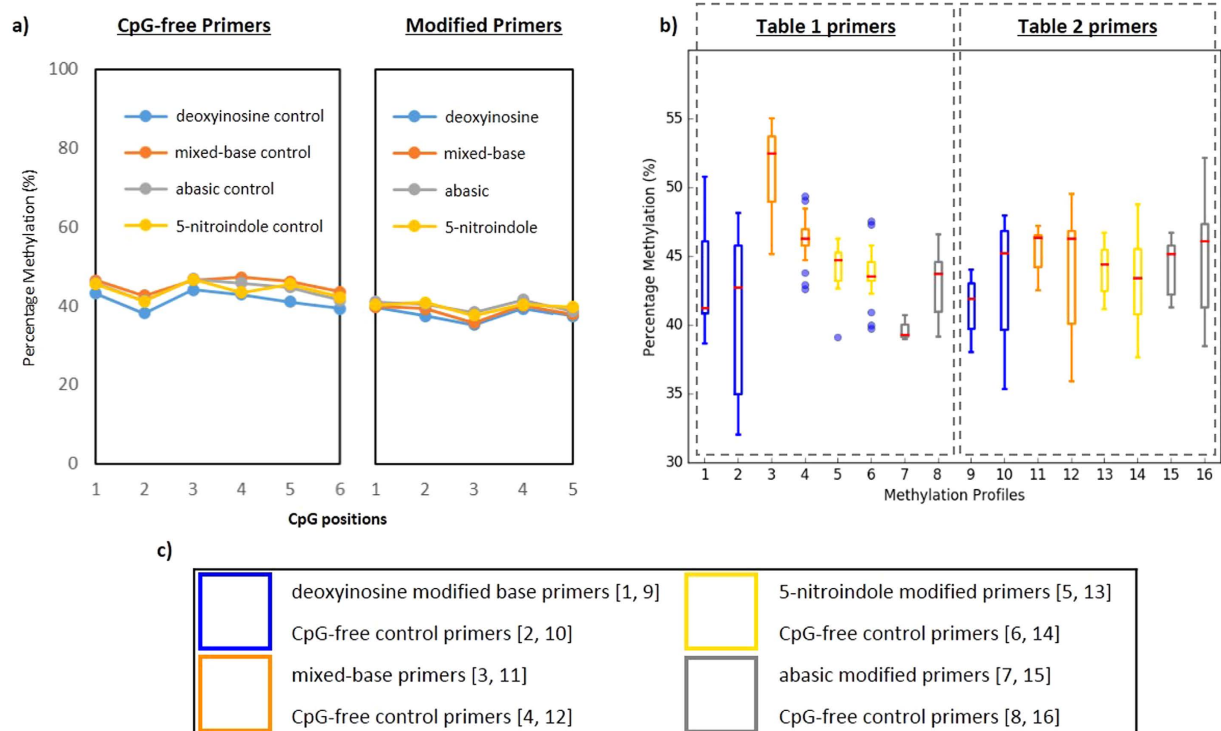 a)
CpG-free Primers
Modified Primers
Percentage Methylation (%)
100
80
60
40
20
0
deoxyinosine control
mixed-base control
abasic control
5-nitroindole control
deoxyinosine
mixed-base
abasic
5-nitroindole
1 2 3 4 5 6
1 2 3 4 5
CpG positions
b)
Table 1 primers
Table 2 primers
Percentage Methylation (%)
55
50
45
40
35
30
1 2 3 4 5 6 7 8 9 10 11 12 13 14 15 16
Methylation Profiles
c)
deoxyinosine modified base primers [1, 9]
CpG-free control primers [2, 10]
mixed-base primers [3, 11]
CpG-free control primers [4, 12]
5-nitroindole modified primers [5, 13]
CpG-free control primers [6, 14]
abasic modified primers [7, 15]
CpG-free control primers [8, 16]